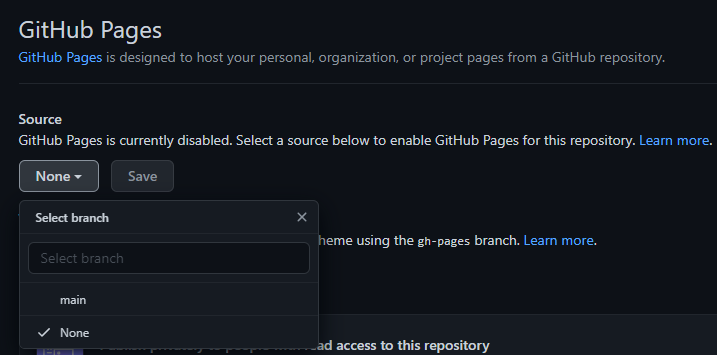 GitHub Pages
GitHub Pages is designed to host your personal, organization, or project pages from a GitHub repository.
Source
GitHub Pages is currently disabled. Select a source below to enable GitHub Pages for this repository. Learn more.
None
Save
Select branch
heme using the gh-pages branch. Learn more.
Select branch
main
None
read access to this repository